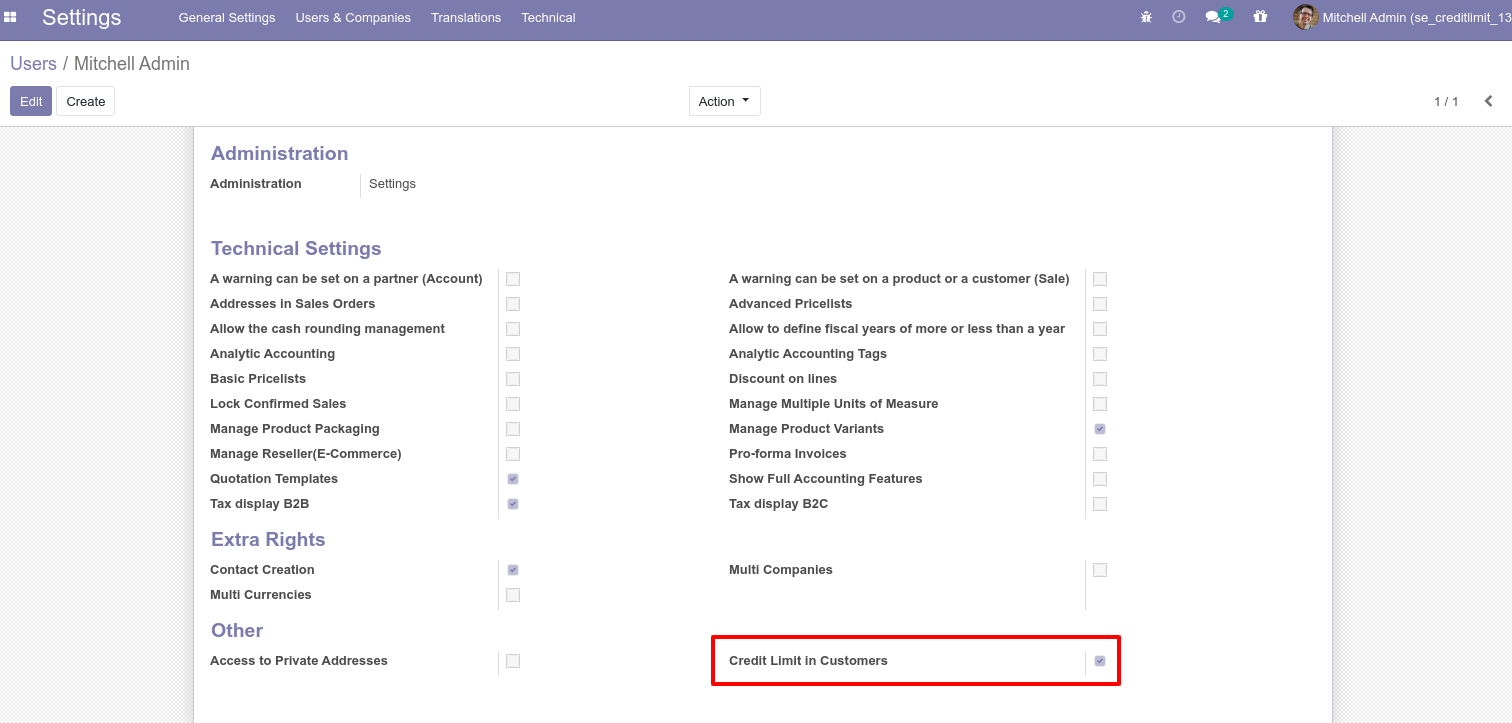 Settings General Settings Users & Companies Translations Technical 2 Mitchell Admin (se_creditlimit_13
Users / Mitchell Admin
Edit Create Action 1 / 1
Administration
Administration Settings
Technical Settings
A warning can be set on a partner (Account) A warning can be set on a product or a customer (Sale)
Addresses in Sales Orders Advanced Pricelists
Allow the cash rounding management Allow to define fiscal years of more or less than a year
Analytic Accounting Analytic Accounting Tags
Basic Pricelists Discount on lines
Lock Confirmed Sales Manage Multiple Units of Measure
Manage Product Packaging Manage Product Variants
Manage Reseller(E-Commerce) Pro-forma Invoices
Quotation Templates Show Full Accounting Features
Tax display B2B Tax display B2C
Extra Rights
Contact Creation Multi Companies
Multi Currencies
Other
Access to Private Addresses Credit Limit in Customers